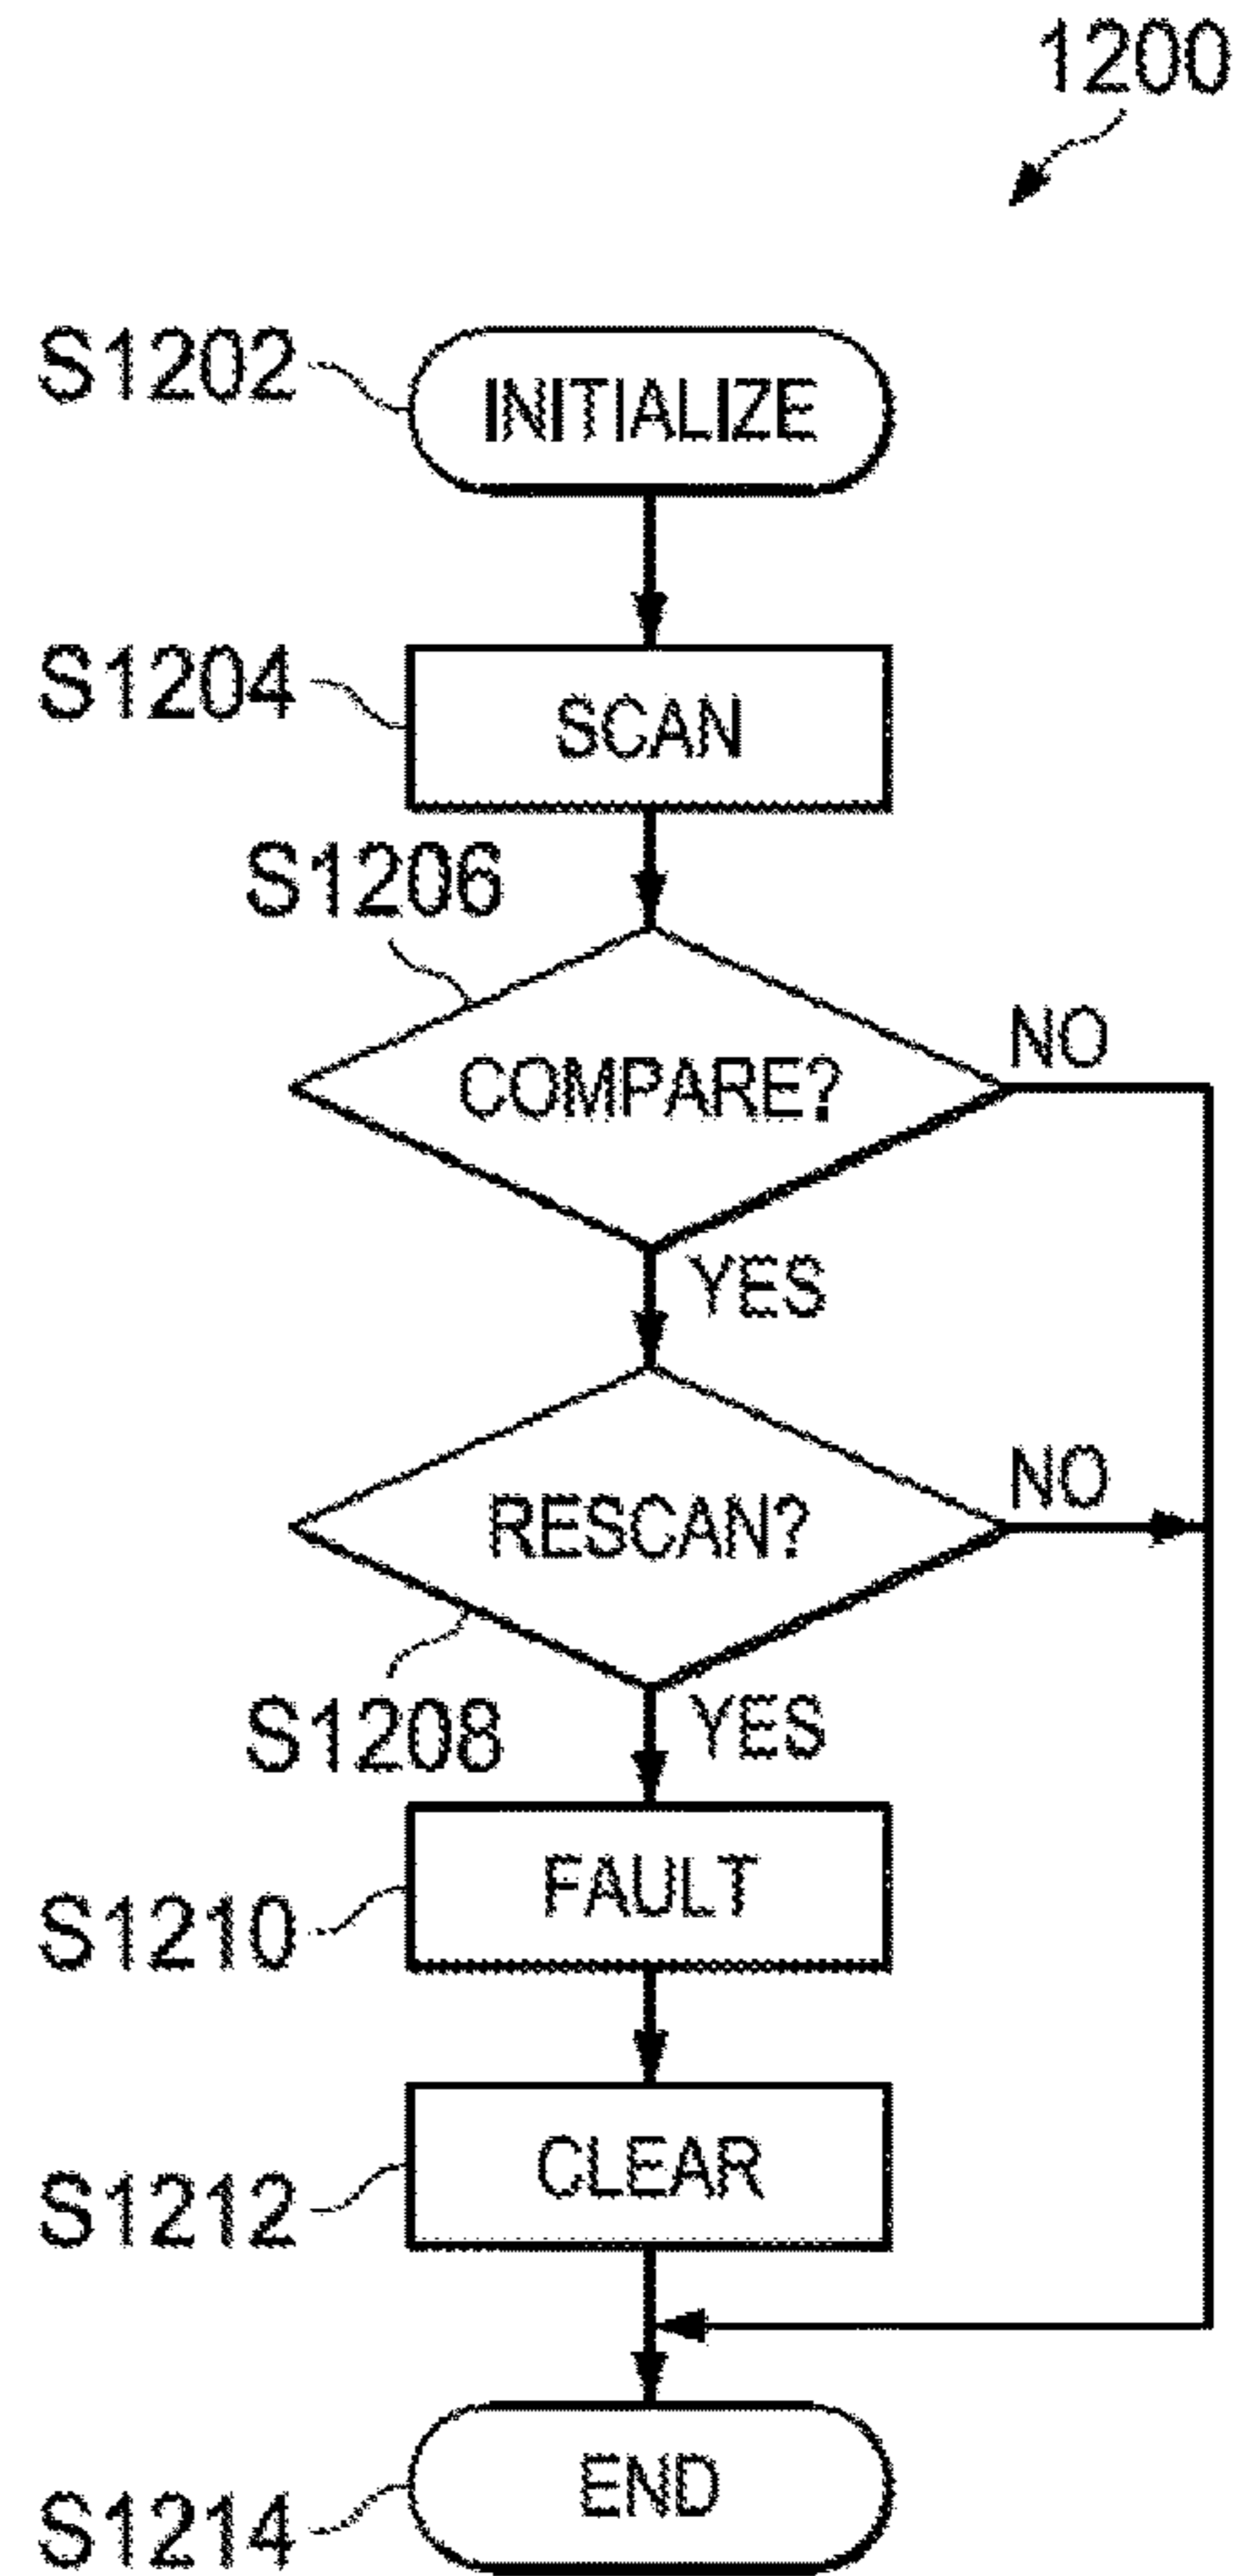 1200
S1202
INITIALIZE
S1204
SCAN
S1206
COMPARE?
NO
YES
RESCAN?
NO
S1208
YES
FAULT
S1210
CLEAR
S1212
END
S1214